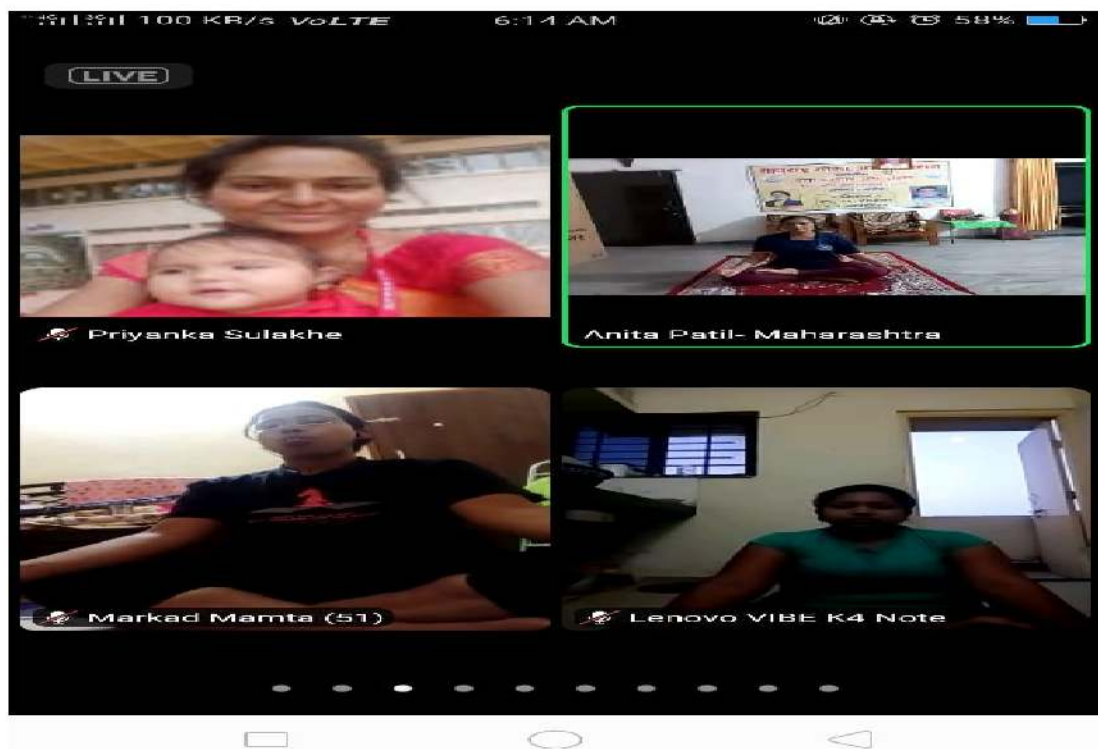 100 KB/s VoLTE 6:14 AM 58%
LIVE
Priyanka Sulakhe
Anita Patil- Maharashtra
Markad Mamta (51)
Lenovo VIBE K4 Note